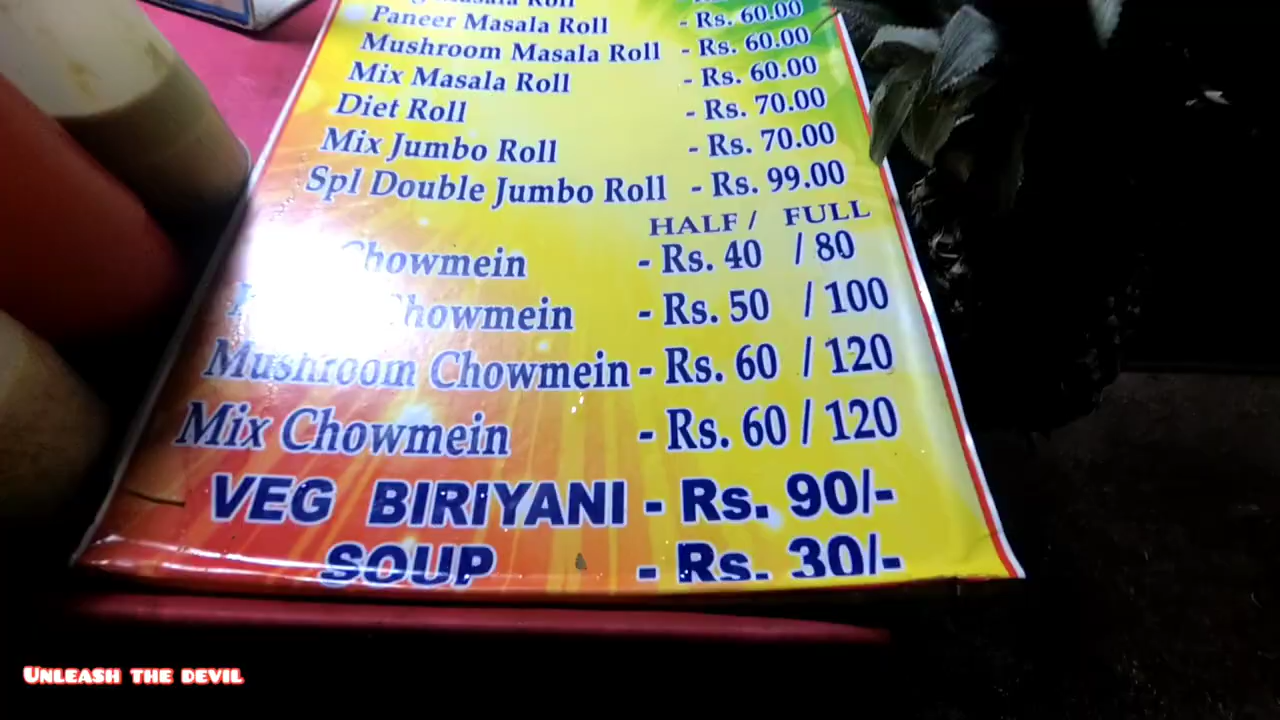 Masala Roll
Paneer Masala Roll - Rs. 60.00
Mushroom Masala Roll - Rs. 60.00
Mix Masala Roll - Rs. 60.00
Diet Roll - Rs. 70.00
Mix Jumbo Roll - Rs. 70.00
Spl Double Jumbo Roll - Rs. 99.00
HALF / FULL
Chowmein - Rs. 40 / 80
Chowmein - Rs. 50 / 100
Mushroom Chowmein - Rs. 60 / 120
Mix Chowmein - Rs. 60 / 120
VEG BIRIYANI - Rs. 90/-
SOUP - Rs. 30/-
UNLEASH THE DEVIL